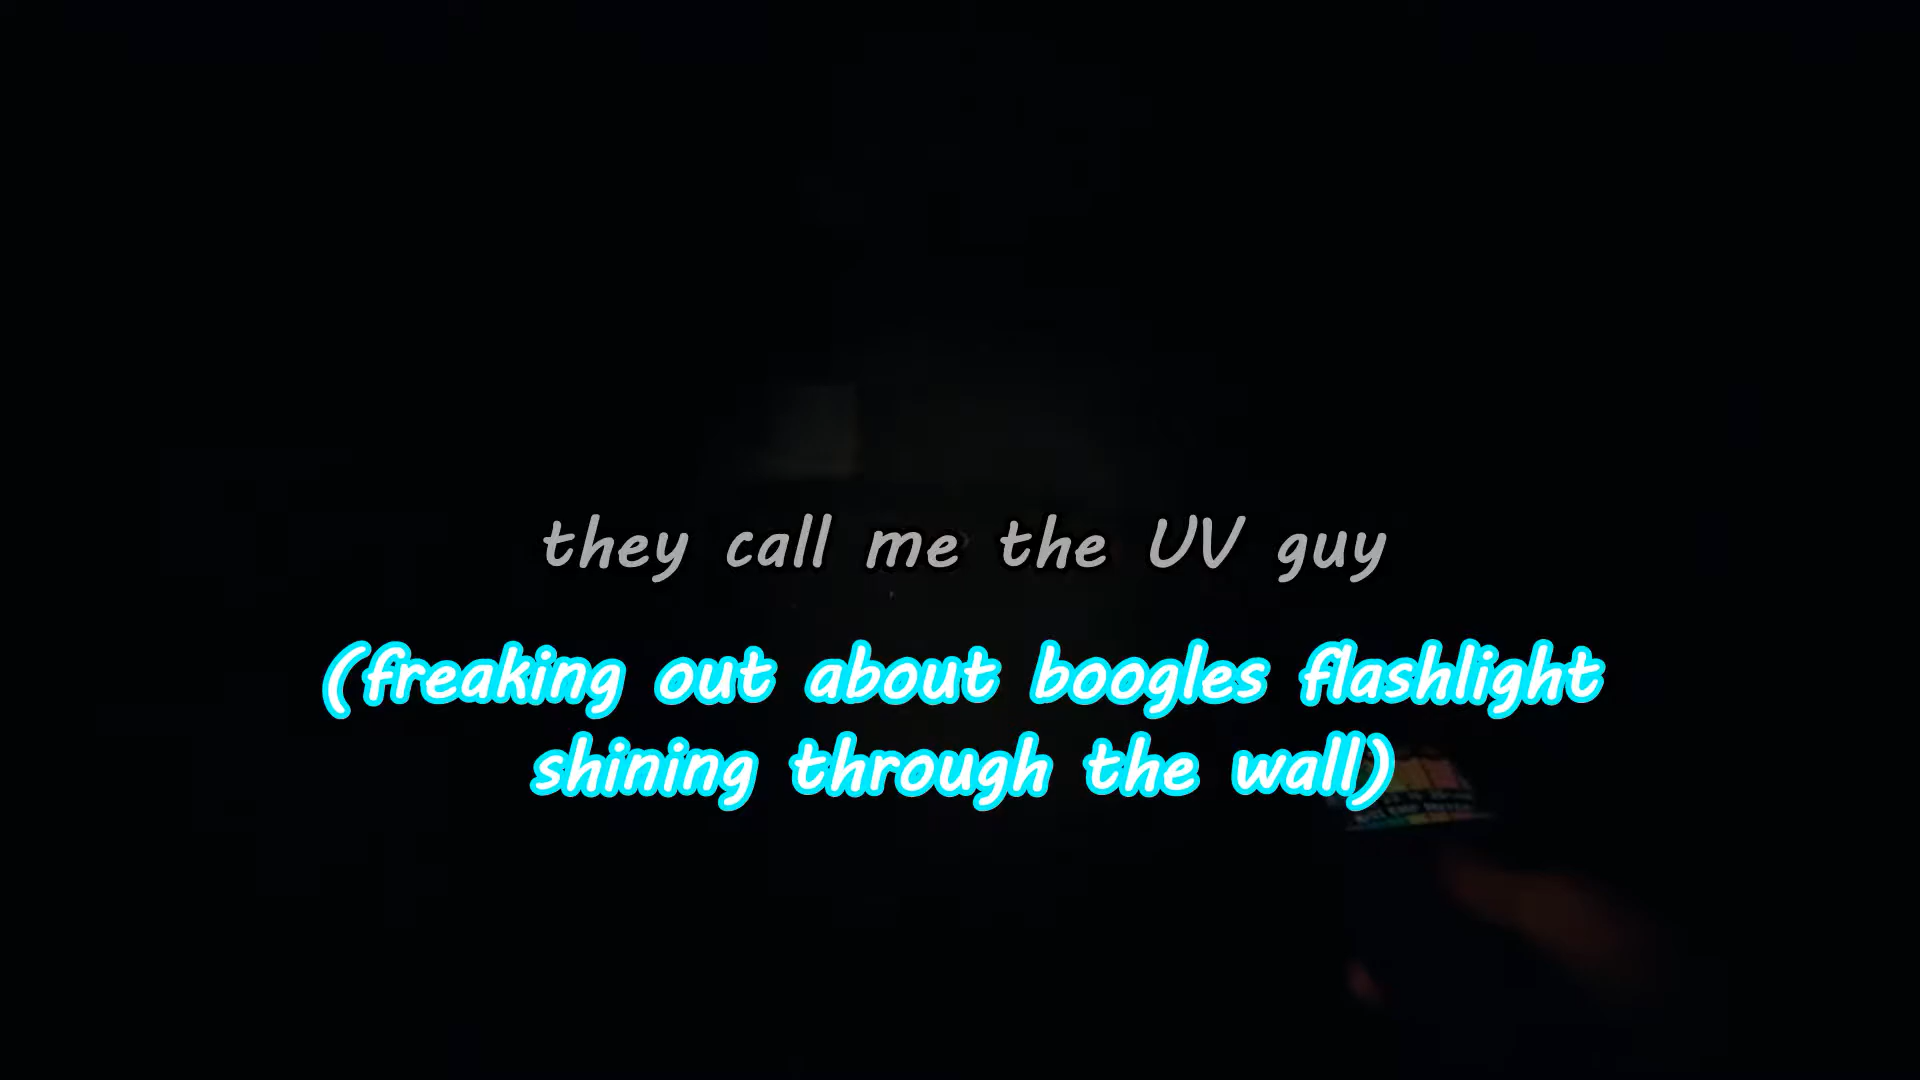 they call me the UV guy
(freaking out about boogles flashlight
shining through the wall)